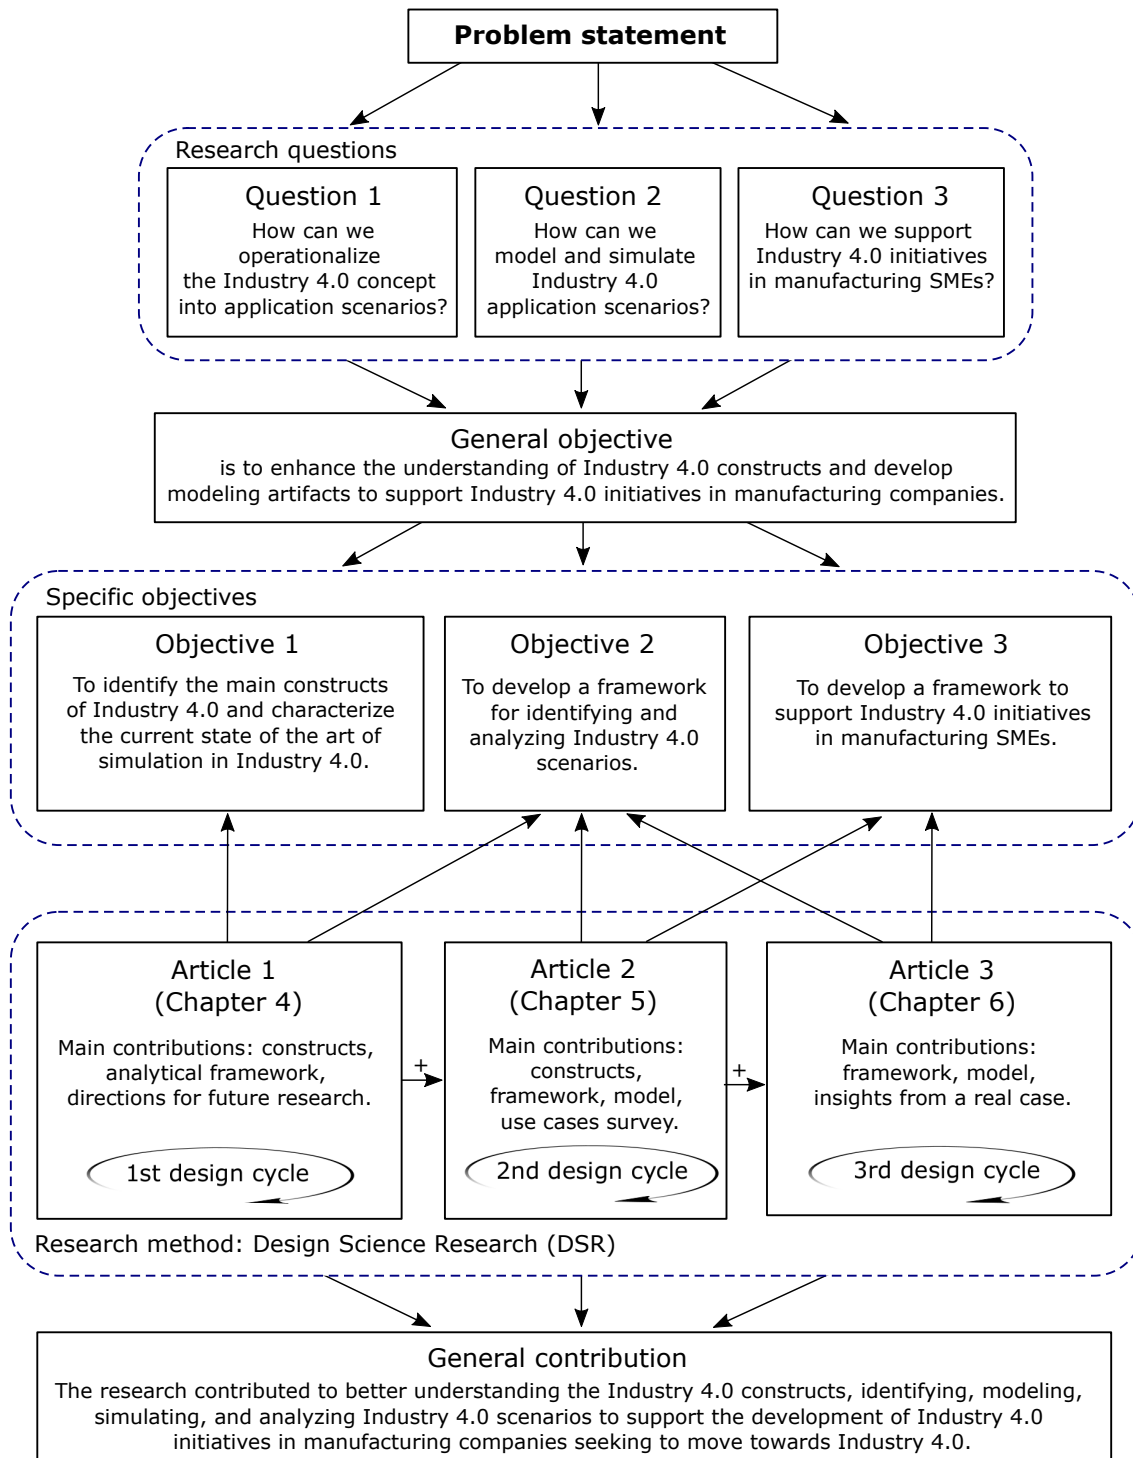 Problem statement
Research questions
Question 1
How can we
operationalize
the Industry 4.0 concept
into application scenarios?
Question 2
How can we
model and simulate
Industry 4.0
application scenarios?
Question 3
How can we support
Industry 4.0 initiatives
in manufacturing SMEs?
General objective
is to enhance the understanding of Industry 4.0 constructs and develop
modeling artifacts to support Industry 4.0 initiatives in manufacturing companies.
Specific objectives
Objective 1
To identify the main constructs
of Industry 4.0 and characterize
the current state of the art of
simulation in Industry 4.0.
Objective 2
To develop a framework
for identifying and
analyzing Industry 4.0
scenarios.
Objective 3
To develop a framework to
support Industry 4.0 initiatives
in manufacturing SMEs.
Article 1
(Chapter 4)
Main contributions: constructs,
analytical framework,
directions for future research.
1st design cycle
+
Article 2
(Chapter 5)
Main contributions:
constructs,
framework, model,
use cases survey.
2nd design cycle
+
Article 3
(Chapter 6)
Main contributions:
framework, model,
insights from a real case.
3rd design cycle
Research method: Design Science Research (DSR)
General contribution
The research contributed to better understanding the Industry 4.0 constructs, identifying, modeling,
simulating, and analyzing Industry 4.0 scenarios to support the development of Industry 4.0
initiatives in manufacturing companies seeking to move towards Industry 4.0.